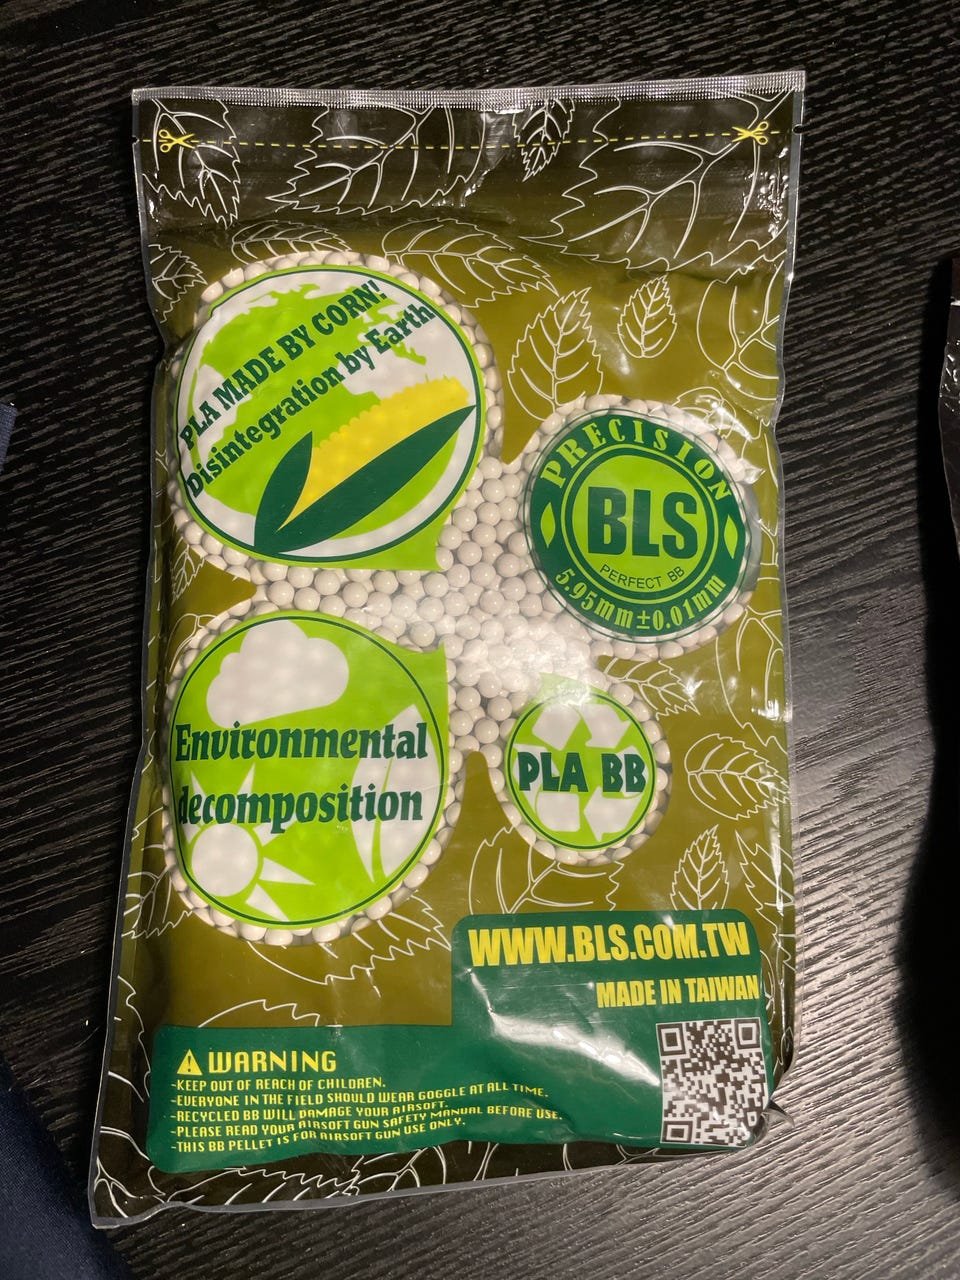 PLA MADE BY CORN!
Disintegration by Earth
PRECISION
BLS
PERFECT BB
5.95mm±0.01mm
Environmental
decomposition
PLA BB
WWW.BLS.COM.TW
MADE IN TAIWAN
WARNING
-KEEP OUT OF REACH OF CHILDREN.
-EVERYONE IN THE FIELD SHOULD WEAR GOGGLE AT ALL TIME.
-RECYCLED BB WILL DAMAGE YOUR AIRSOFT.
-PLEASE READ YOUR AIRSOFT GUN SAFETY MANUAL BEFORE USE.
-THIS BB PELLET IS FOR AIRSOFT GUN USE ONLY.